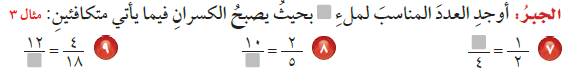 الجبرُ: أوجدِ العددَ المناسبَ لملءِ ■ بحيثُ يصبحُ الكسرانِ فيما يأتي متكافئينِ: مثال ٣
٧ ١/٢ = ■/٤ ٨ ٢/٥ = ١٠/■ ٩ ٤/١٨ = ١٢/■